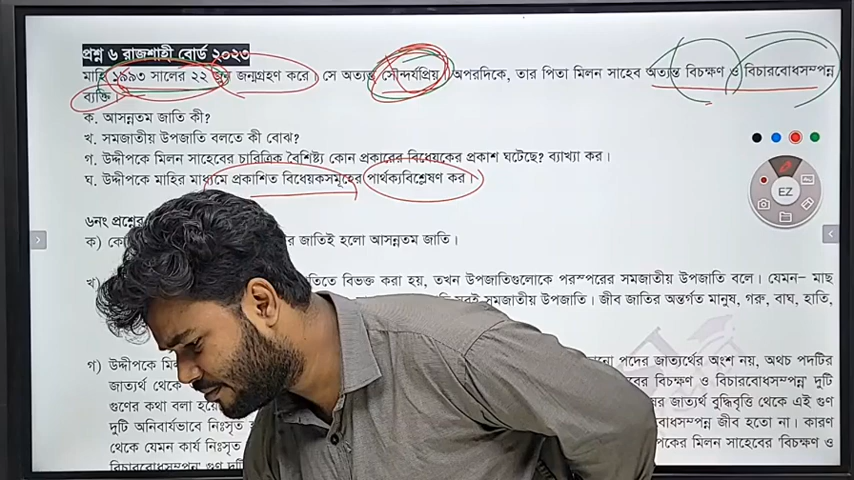 প্রশ্ন ৬ রাজশাহী বোর্ড ২০২৩
মাহি ১৯৯৩ সালের ২২ জুন জন্মগ্রহণ করে। সে অত্যন্ত সৌন্দর্যপ্রিয়। অপরদিকে, তার পিতা মিলন সাহেব অত্যন্ত বিচক্ষণ ও বিচারবোধসম্পন্ন
ব্যক্তি।
ক. আসন্নতম জাতি কী?
খ. সমজাতীয় উপজাতি বলতে কী বোঝ?
গ. উদ্দীপকে মিলন সাহেবের চারিত্রিক বৈশিষ্ট্য কোন প্রকারের বিধেয়কের প্রকাশ ঘটেছে? ব্যাখ্যা কর।
ঘ. উদ্দীপকে মাহির মাধ্যমে প্রকাশিত বিধেয়কসমূহের পার্থক্যবিশ্লেষণ কর।
EZ
৬নং প্রশ্নের
ক) জাতিই হলো আসন্নতম জাতি।
খ) বিভক্ত করা হয়, তখন উপজাতিগুলোকে পরস্পরের সমজাতীয় উপজাতি বলে। যেমন– মাছ
সমজাতীয় উপজাতি। জীব জাতির অন্তর্গত মানুষ, গরু, বাঘ, হাতি,
গ) উদ্দীপকে পদের জাত্যর্থের অংশ নয়, অথচ পদটির
জাত্যর্থ থেকে বিচক্ষণ ও বিচারবোধসম্পন্ন' দুটি
গুণের কথা বলা জাত্যর্থ বুদ্ধিবৃত্তি থেকে এই গুণ
দুটি অনিবার্যভাবে নিঃসৃত জীব হতো না। কারণ
থেকে যেমন কার্য নিঃসৃত মিলন সাহেবের 'বিচক্ষণ ও
বিচারবোধসম্পন্ন' গুণ